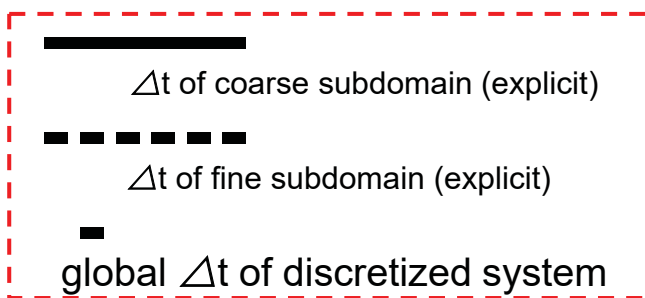 △t of coarse subdomain (explicit)
△t of fine subdomain (explicit)
global △t of discretized system